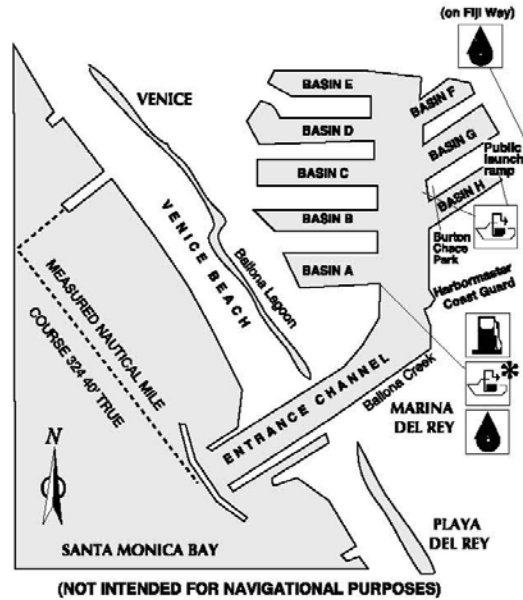 (on Fiji Way)
BASIN E
BASIN F
VENICE
BASIN D
BASIN G
Public
launch
ramp
BASIN C
BASIN H
VENICE BEACH
BASIN B
Burton
Chace
Park
Ballona Lagoon
BASIN A
Harbormaster
Coast Guard
MEASURED NAUTICAL MILE
COURSE 324 40' TRUE
ENTRANCE CHANNEL
Ballona Creek
*
MARINA
DEL REY
N
PLAYA
DEL REY
SANTA MONICA BAY
(NOT INTENDED FOR NAVIGATIONAL PURPOSES)